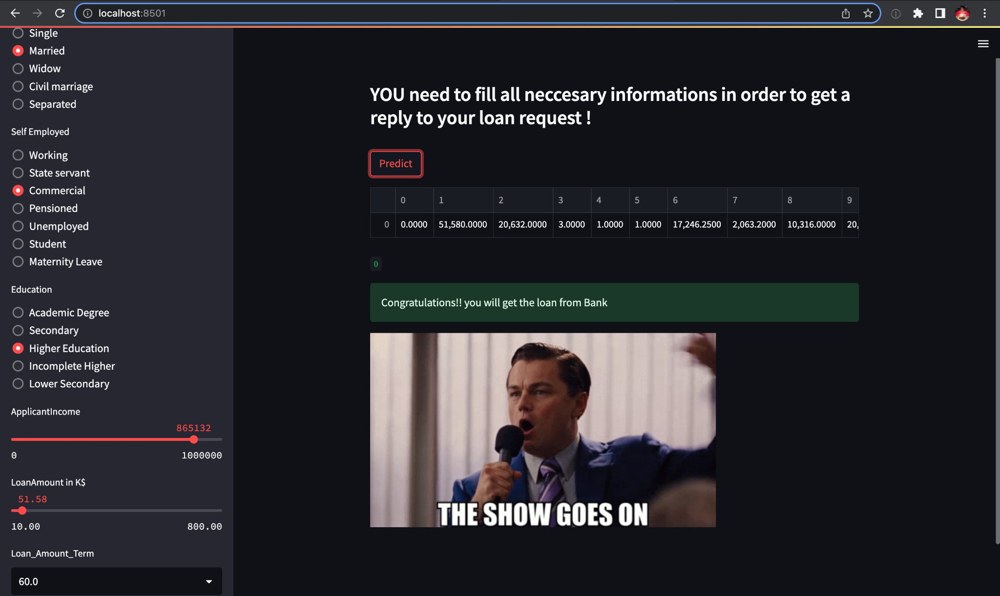 localhost:8501
Single
Married
Widow
Civil marriage
Separated
Self Employed
Working
State servant
Commercial
Pensioned
Unemployed
Student
Maternity Leave
Education
Academic Degree
Secondary
Higher Education
Incomplete Higher
Lower Secondary
ApplicantIncome
865132
0 1000000
LoanAmount in K$
51.58
10.00 800.00
Loan_Amount_Term
60.0
YOU need to fill all neccesary informations in order to get a
reply to your loan request !
Predict
0 1 2 3 4 5 6 7 8 9
0 0.0000 51,580.0000 20,632.0000 3.0000 1.0000 1.0000 17,246.2500 2,063.2000 10,316.0000 20,
0
Congratulations!! you will get the loan from Bank
THE SHOW GOES ON